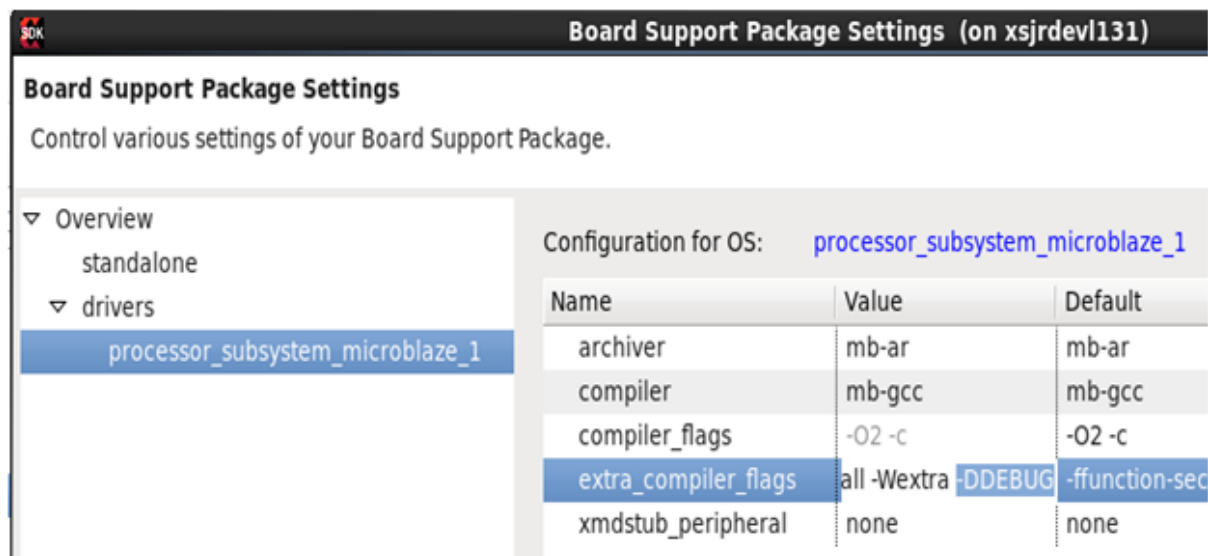 SDK
Board Support Package Settings (on xsjrdevl131)
Board Support Package Settings
Control various settings of your Board Support Package.
Overview
standalone
drivers
processor_subsystem_microblaze_1
Configuration for OS: processor_subsystem_microblaze_1
Name Value Default
archiver mb-ar mb-ar
compiler mb-gcc mb-gcc
compiler_flags -O2 -c -O2 -c
extra_compiler_flags all -Wextra -DDEBUG -ffunction-sec
xmdstub_peripheral none none